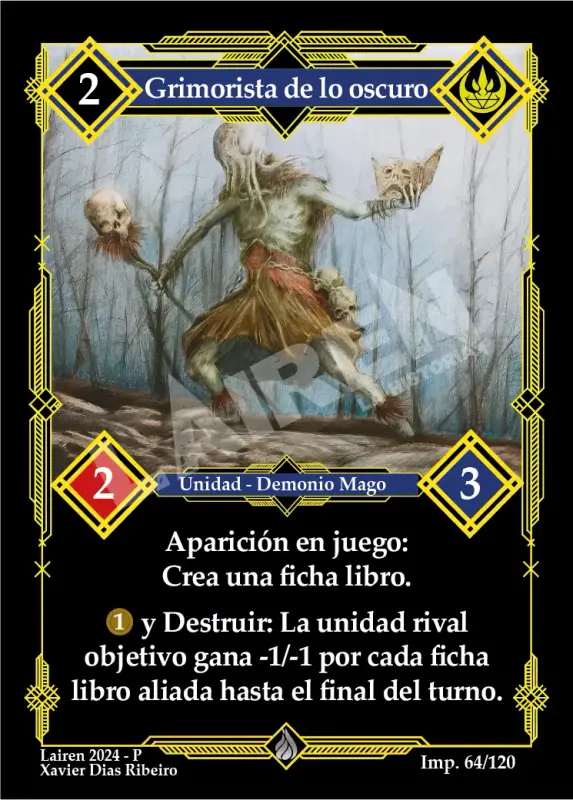 2
Grimorista de lo oscuro
2
Unidad - Demonio Mago
3
Aparición en juego:
Crea una ficha libro.
1 y Destruir: La unidad rival
objetivo gana -1/-1 por cada ficha
libro aliada hasta el final del turno.
Lairen 2024 - P
Xavier Dias Ribeiro
Imp. 64/120
LAIREN